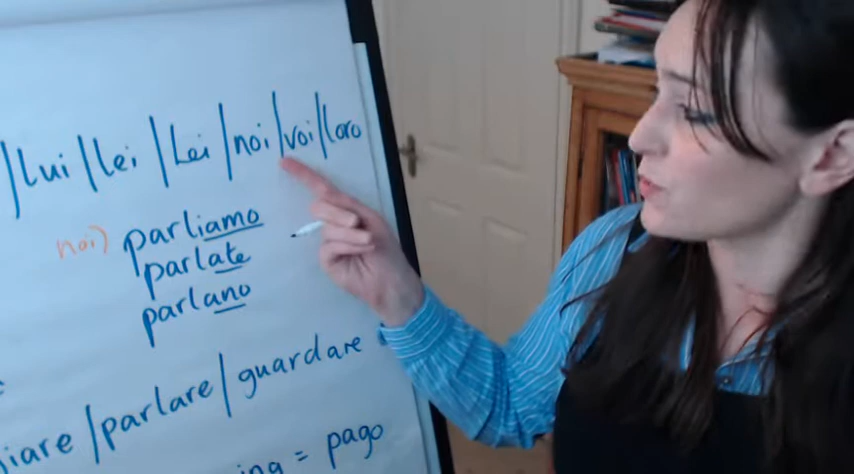 |lui|lei|Lei|noi|voi|loro
noi) parliamo
parlate
parlano
|parlare|guardare
= pago